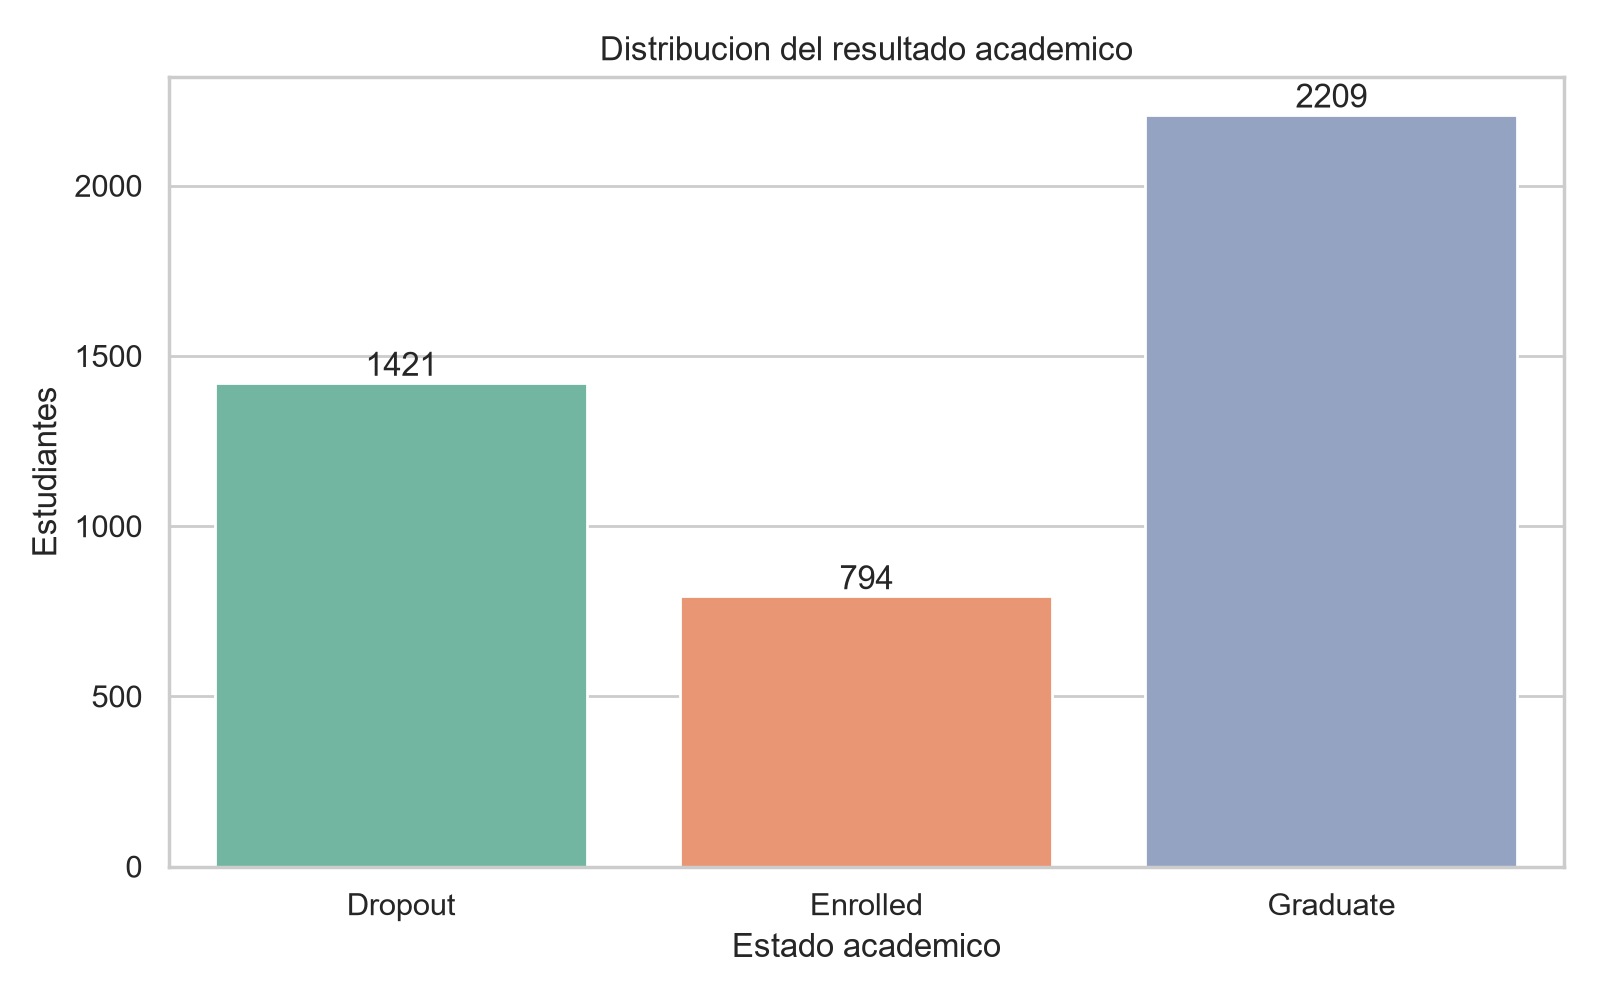 Distribucion del resultado academico
2209
2000
1500
1421
Estudiantes
1000
794
500
0
Dropout
Enrolled
Graduate
Estado academico